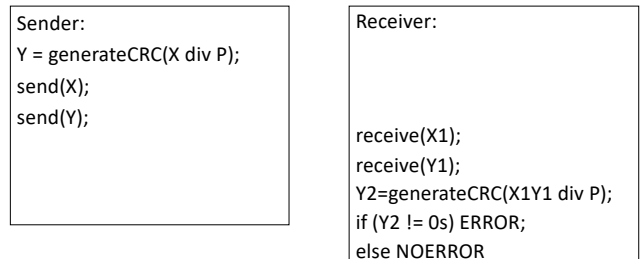 Sender:
Y = generateCRC(X div P);
send(X);
send(Y);
Receiver:
receive(X1);
receive(Y1);
Y2=generateCRC(X1Y1 div P);
if (Y2 != 0s) ERROR;
else NOERROR